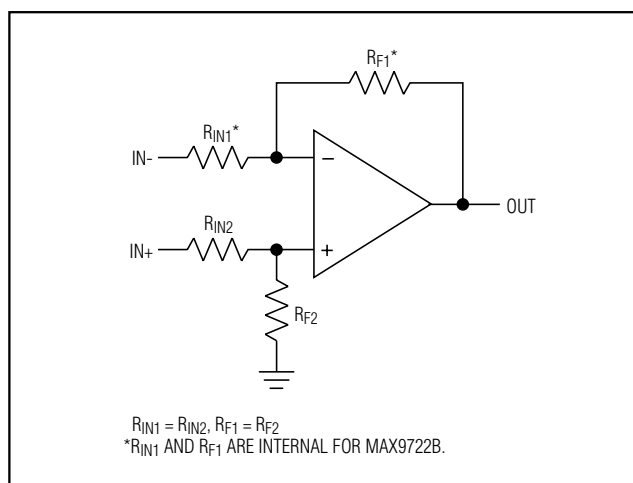 RF1*
RIN1*
IN-
−
OUT
RIN2
IN+
+
RF2
RIN1 = RIN2, RF1 = RF2
*RIN1 AND RF1 ARE INTERNAL FOR MAX9722B.